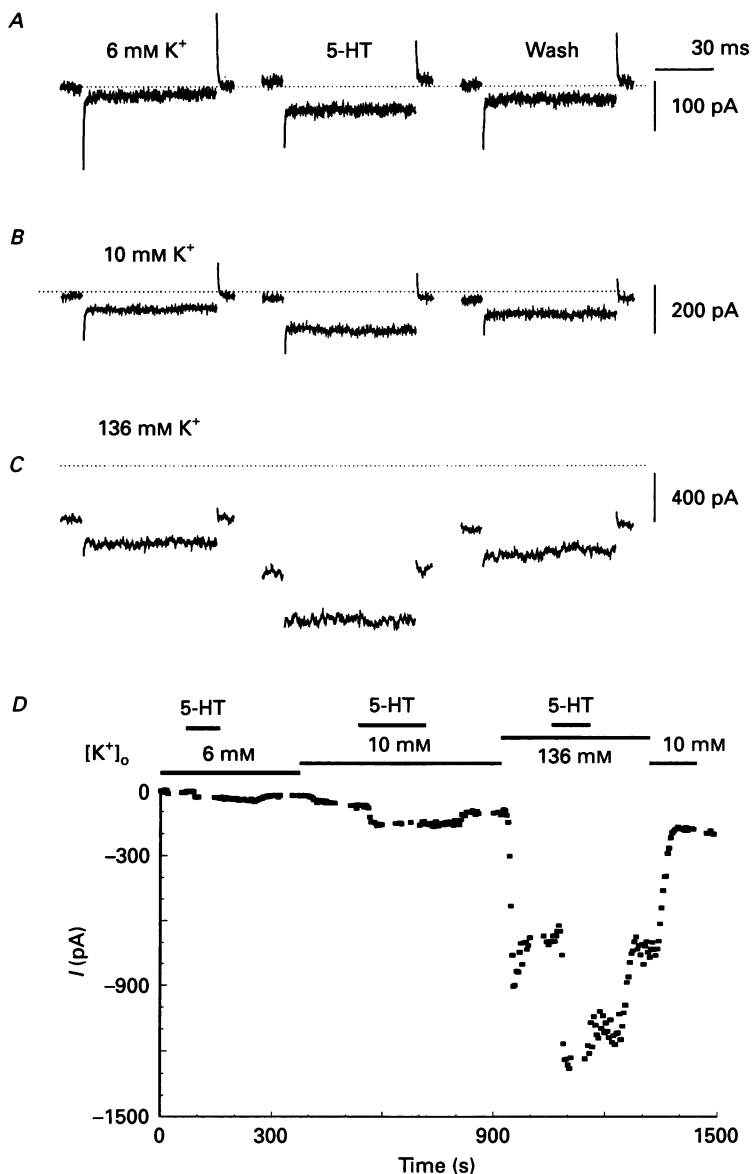 A
6 mM K⁺
5-HT
Wash
30 ms
100 pA
B
10 mM K⁺
200 pA
136 mM K⁺
C
400 pA
D
5-HT
5-HT
5-HT
[K⁺]ₒ
6 mM
10 mM
136 mM
10 mM
0
−300
−900
−1500
I (pA)
0
300
900
1500
Time (s)